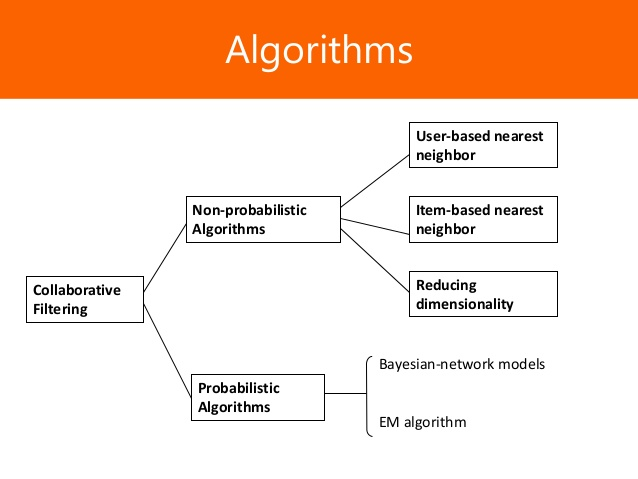 Algorithms
User-based nearest
neighbor
Non-probabilistic
Algorithms
Item-based nearest
neighbor
Collaborative
Filtering
Reducing
dimensionality
Probabilistic
Algorithms
Bayesian-network models
EM algorithm